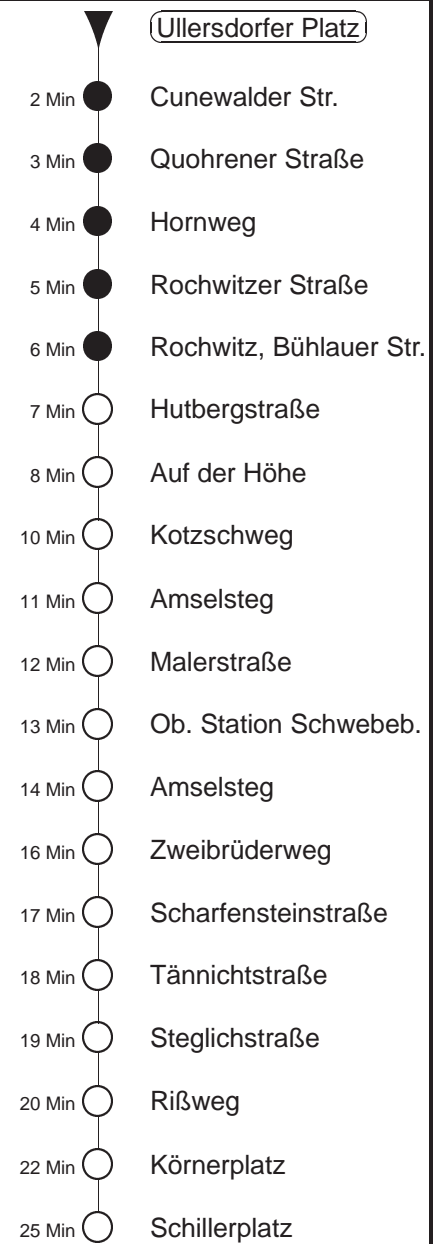 Ullersdorfer Platz
2 Min Cunewalder Str.
3 Min Quohrener Straße
4 Min Hornweg
5 Min Rochwitzer Straße
6 Min Rochwitz, Bühlauer Str.
7 Min Hutbergstraße
8 Min Auf der Höhe
10 Min Kotzschweg
11 Min Amselsteg
12 Min Malerstraße
13 Min Ob. Station Schwebeb.
14 Min Amselsteg
16 Min Zweibrüderweg
17 Min Scharfensteinstraße
18 Min Tännichtstraße
19 Min Steglichstraße
20 Min Rißweg
22 Min Körnerplatz
25 Min Schillerplatz